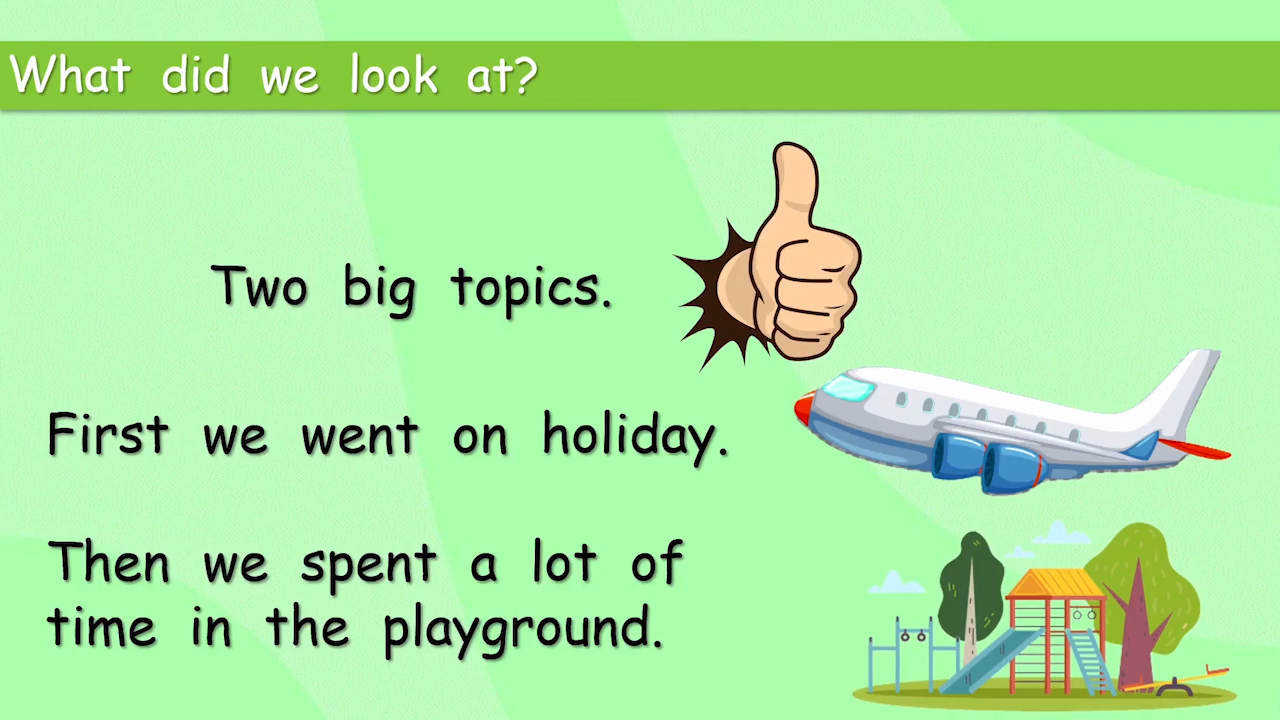 What did we look at?
Two big topics.
First we went on holiday.
Then we spent a lot of
time in the playground.